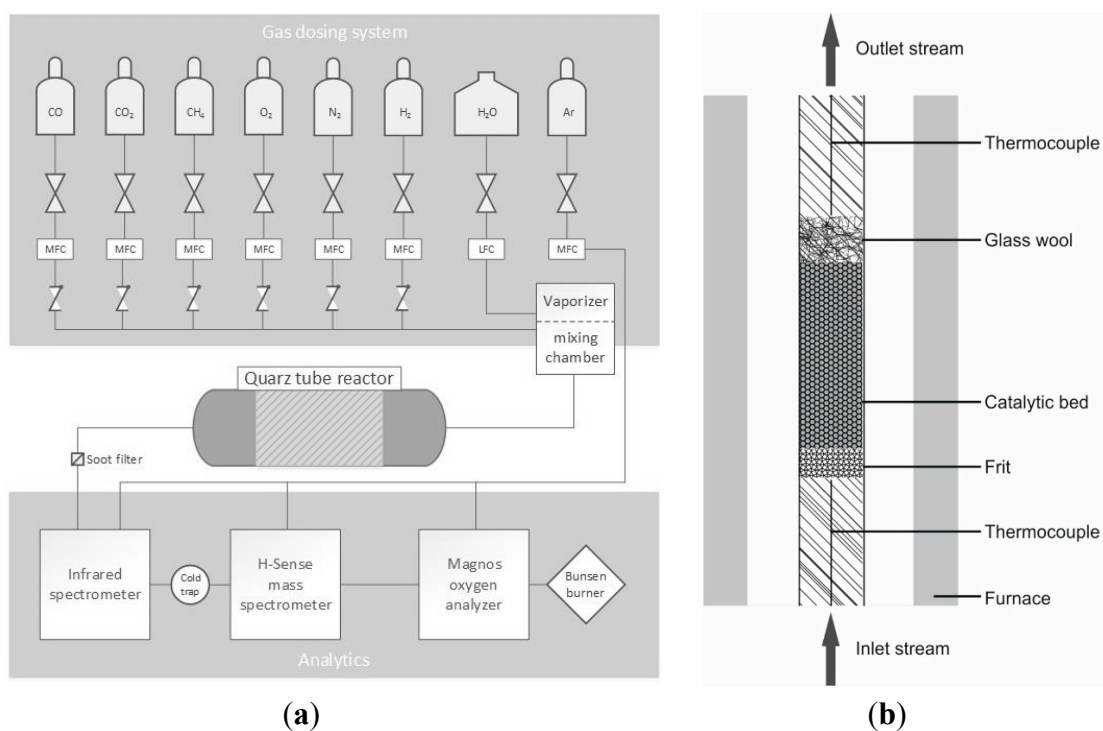 Gas dosing system
CO
CO₂
CH₄
O₂
N₂
H₂
H₂O
Ar
MFC
MFC
MFC
MFC
MFC
MFC
LFC
MFC
Vaporizer
mixing
chamber
Quarz tube reactor
Soot filter
Infrared
spectrometer
Cold
trap
H-Sense
mass
spectrometer
Magnos
oxygen
analyzer
Bunsen
burner
Analytics
(a)
Outlet stream
Thermocouple
Glass wool
Catalytic bed
Frit
Thermocouple
Furnace
Inlet stream
(b)